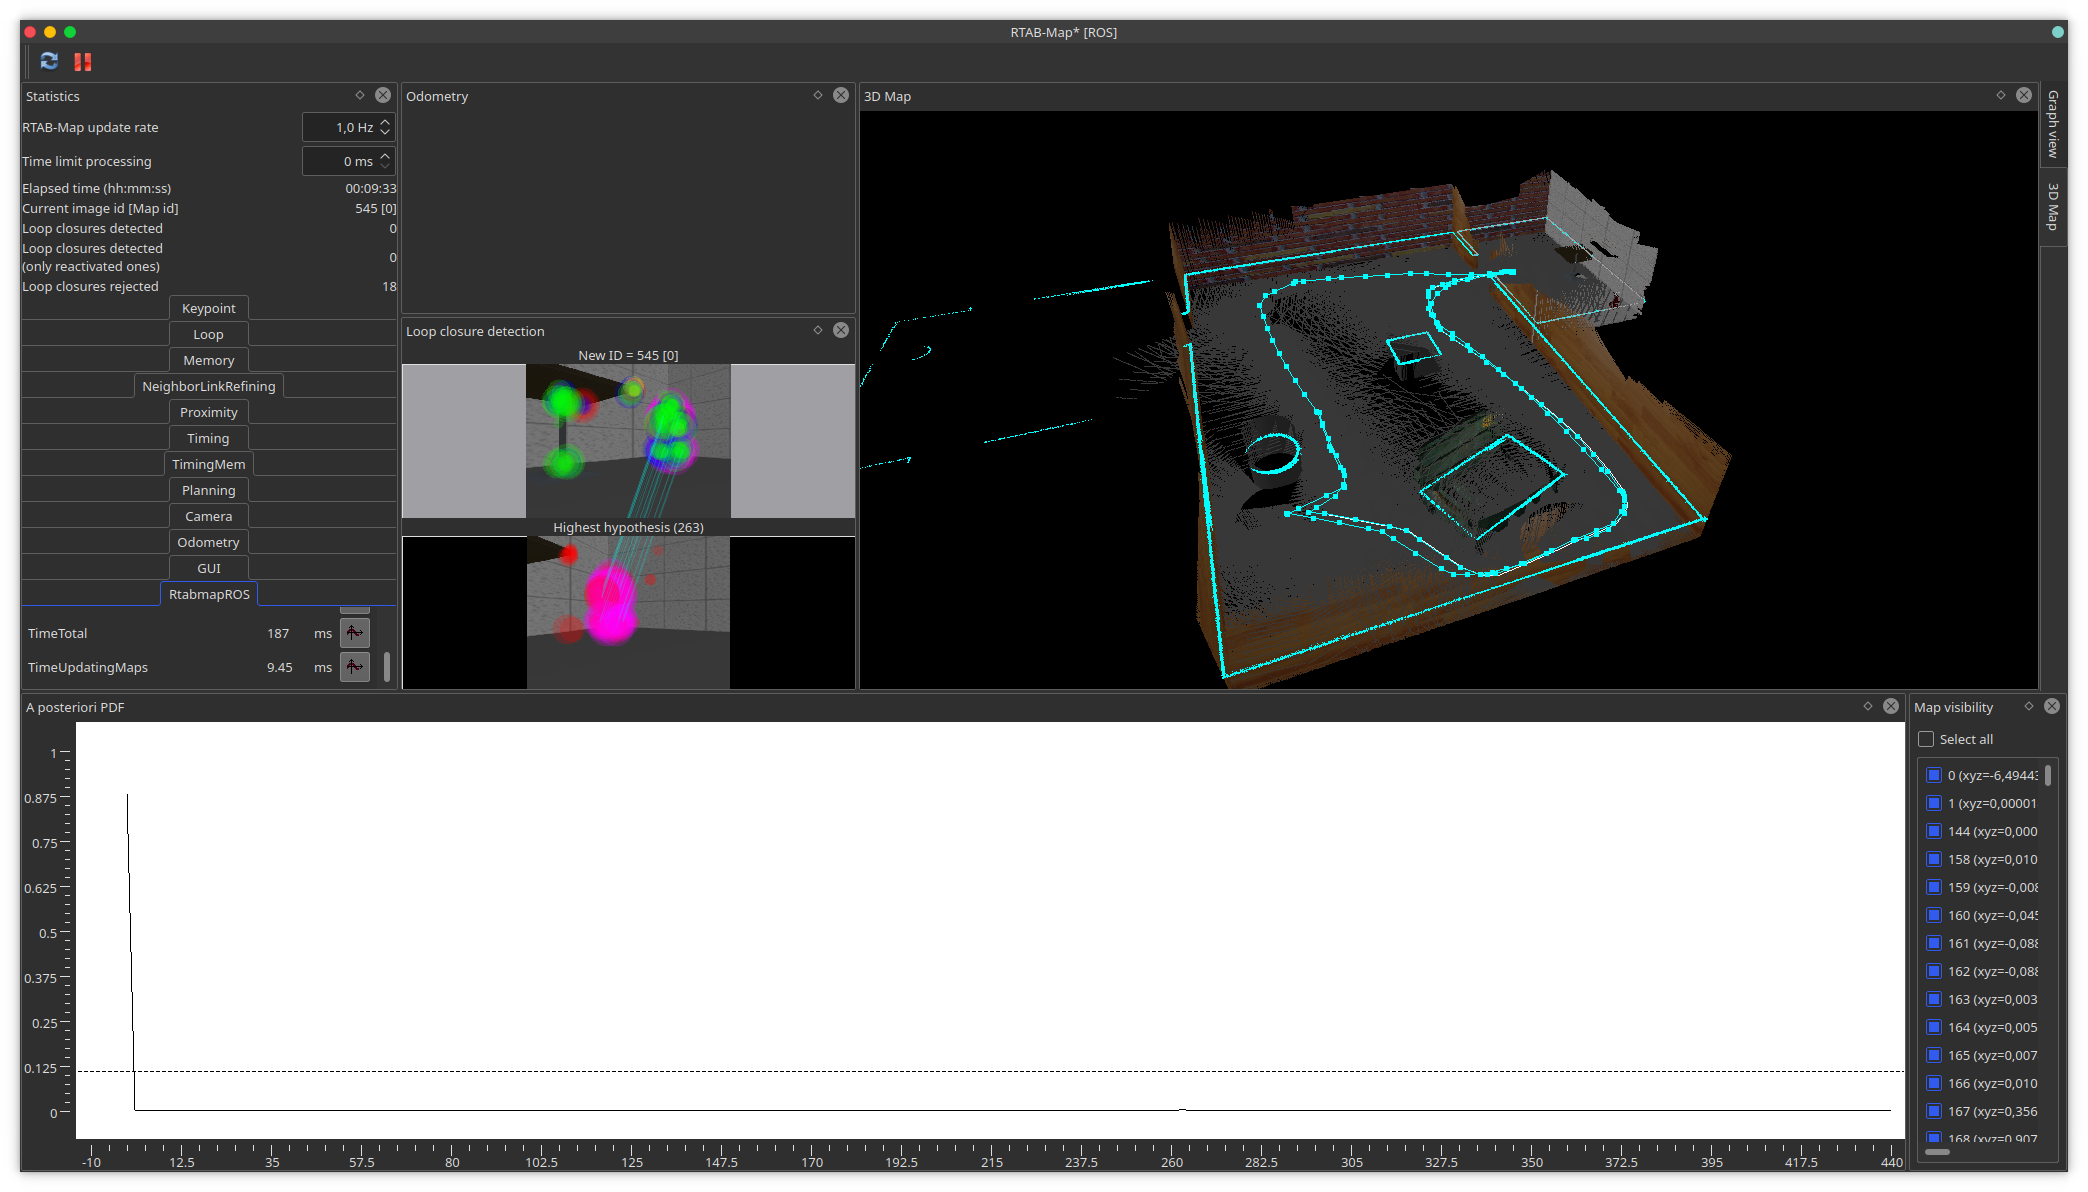 RTAB-Map* [ROS]
Statistics
RTAB-Map update rate 1,0 Hz
Time limit processing 0 ms
Elapsed time (hh:mm:ss) 00:09:33
Current image id [Map id] 545 [0]
Loop closures detected 0
Loop closures detected
(only reactivated ones) 0
Loop closures rejected 18
Keypoint
Loop
Memory
NeighborLinkRefining
Proximity
Timing
TimingMem
Planning
Camera
Odometry
GUI
RtabmapROS
TimeTotal 187 ms
TimeUpdatingMaps 9.45 ms
Odometry
Loop closure detection
New ID = 545 [0]
Highest hypothesis (263)
3D Map
Graph view
3D Map
A posteriori PDF
1
0.875
0.75
0.625
0.5
0.375
0.25
0.125
0
-10 12.5 35 57.5 80 102.5 125 147.5 170 192.5 215 237.5 260 282.5 305 327.5 350 372.5 395 417.5 440
Map visibility
Select all
0 (xyz=-6,49443
1 (xyz=0,00001
144 (xyz=0,000
158 (xyz=0,010
159 (xyz=-0,008
160 (xyz=-0,045
161 (xyz=-0,088
162 (xyz=-0,088
163 (xyz=0,003
164 (xyz=0,005
165 (xyz=0,007
166 (xyz=0,010
167 (xyz=0,356
168 (xyz=0,907